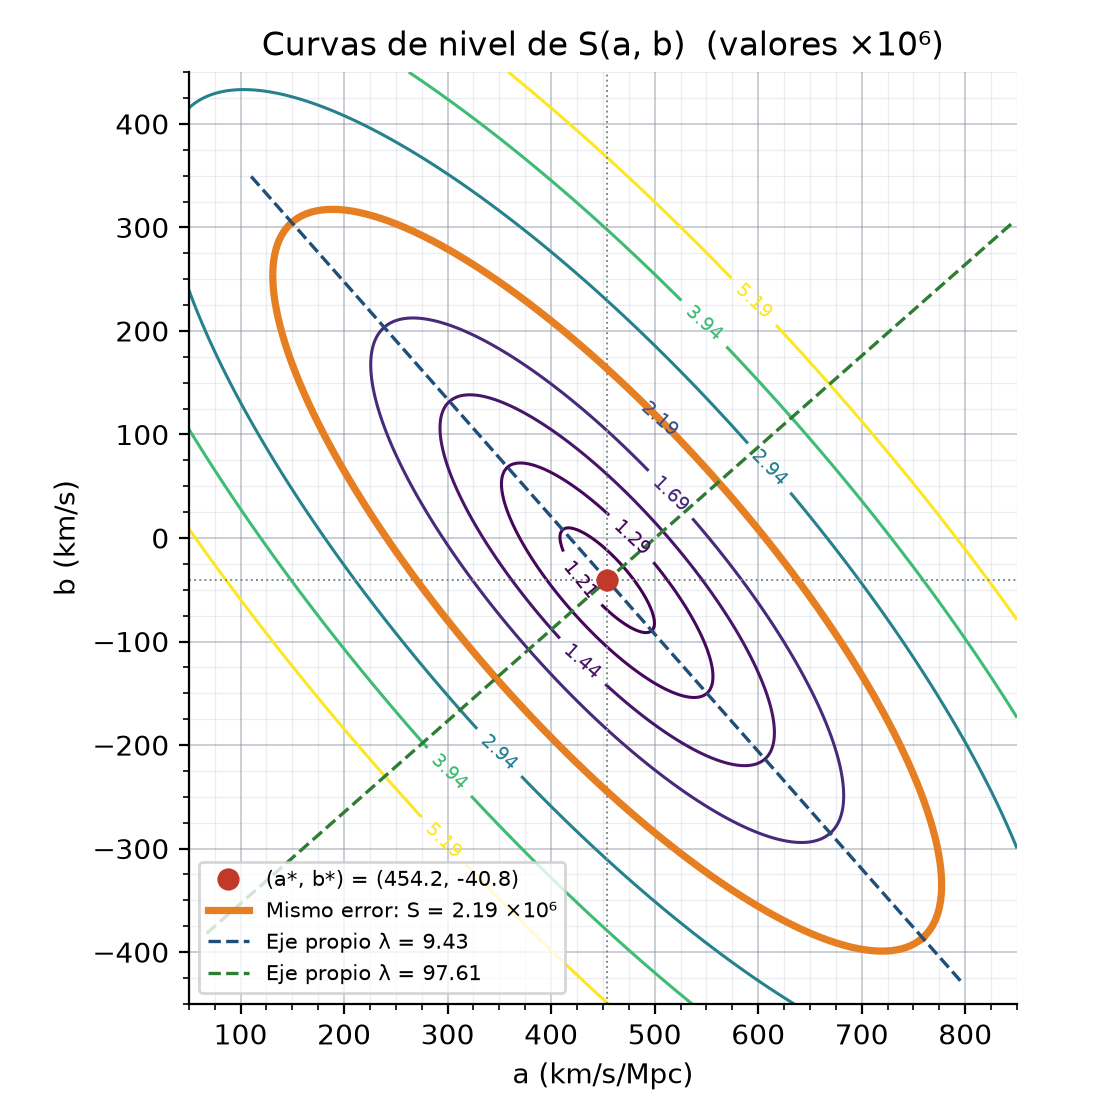 Curvas de nivel de S(a, b)  (valores ×10⁶)
b (km/s)
400
300
200
100
0
−100
−200
−300
−400
5.19
3.94
2.19
2.94
1.69
1.29
1.21
1.44
2.94
3.94
5.19
(a*, b*) = (454.2, -40.8)
Mismo error: S = 2.19 ×10⁶
Eje propio λ = 9.43
Eje propio λ = 97.61
100 200 300 400 500 600 700 800
a (km/s/Mpc)